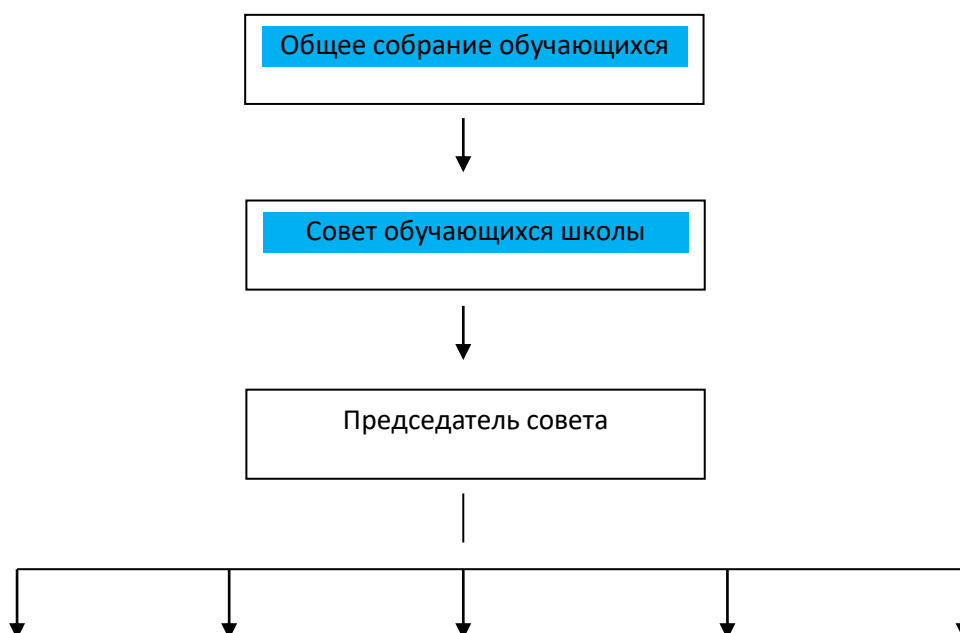 Общее собрание обучающихся
Совет обучающихся школы
Председатель совета